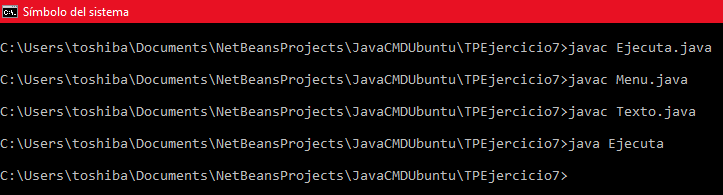 Símbolo del sistema
C:\Users\toshiba\Documents\NetBeansProjects\JavaCMDUbuntu\TPEjercicio7>javac Ejecuta.java
C:\Users\toshiba\Documents\NetBeansProjects\JavaCMDUbuntu\TPEjercicio7>javac Menu.java
C:\Users\toshiba\Documents\NetBeansProjects\JavaCMDUbuntu\TPEjercicio7>javac Texto.java
C:\Users\toshiba\Documents\NetBeansProjects\JavaCMDUbuntu\TPEjercicio7>java Ejecuta
C:\Users\toshiba\Documents\NetBeansProjects\JavaCMDUbuntu\TPEjercicio7>